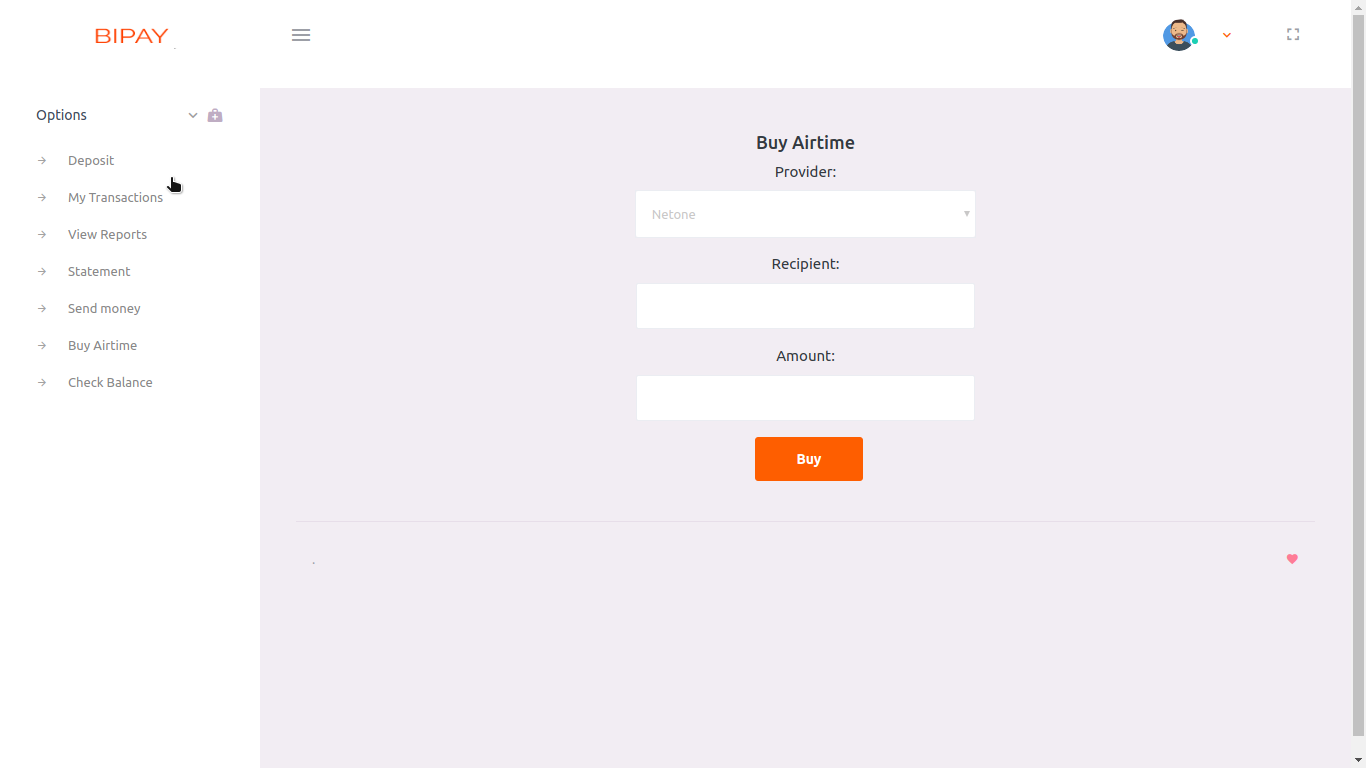 BIPAY
Options
Deposit
My Transactions
View Reports
Statement
Send money
Buy Airtime
Check Balance
Buy Airtime
Provider:
Netone
Recipient:
Amount:
Buy
.